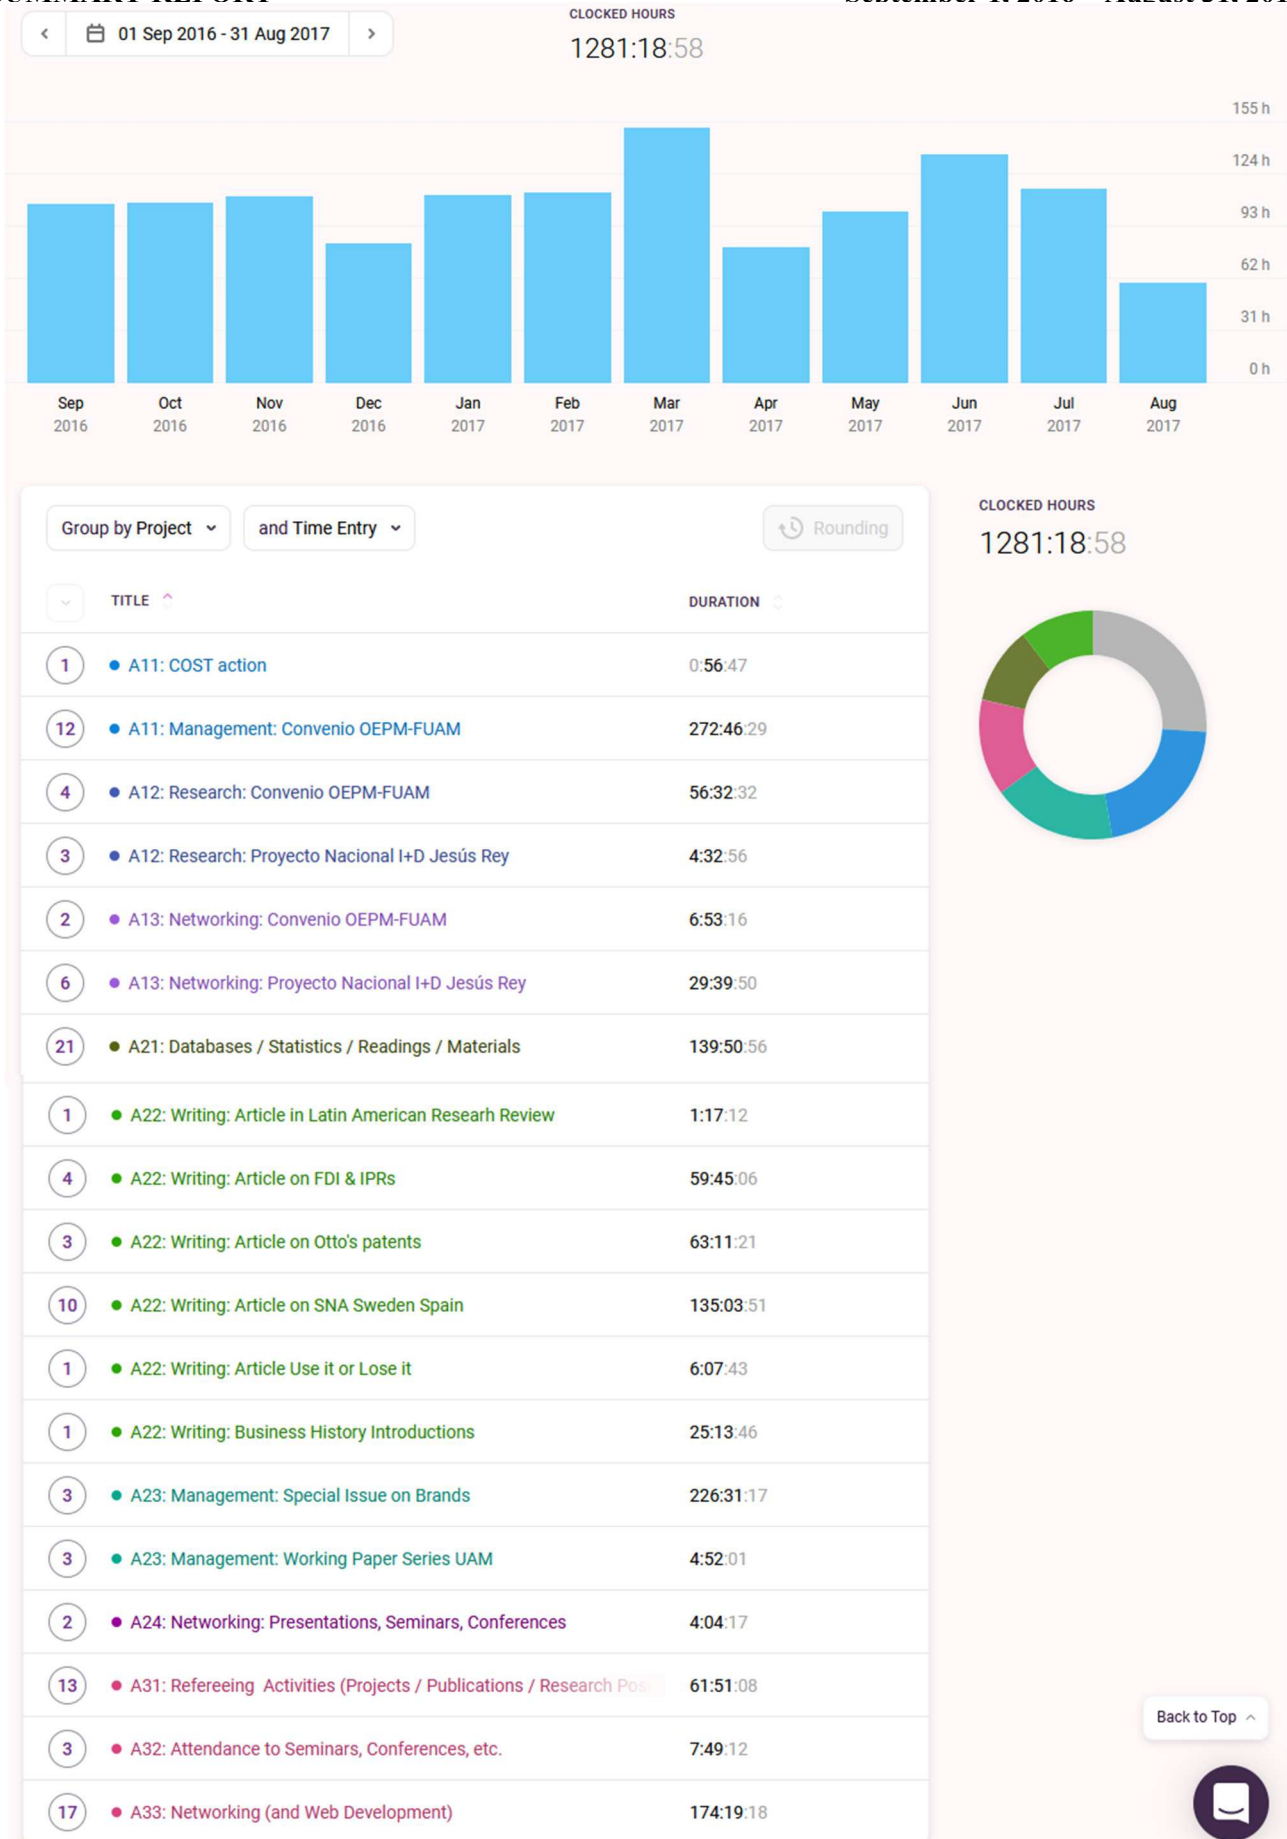 CLOCKED HOURS
01 Sep 2016 - 31 Aug 2017
1281:18:58
155 h
124 h
93 h
62 h
31 h
0 h
Sep Oct Nov Dec Jan Feb Mar Apr May Jun Jul Aug
2016 2016 2016 2016 2017 2017 2017 2017 2017 2017 2017 2017
Group by Project and Time Entry Rounding
CLOCKED HOURS
1281:18:58
TITLE DURATION
1 A11: COST action 0:56:47
12 A11: Management: Convenio OEPM-FUAM 272:46:29
4 A12: Research: Convenio OEPM-FUAM 56:32:32
3 A12: Research: Proyecto Nacional I+D Jesús Rey 4:32:56
2 A13: Networking: Convenio OEPM-FUAM 6:53:16
6 A13: Networking: Proyecto Nacional I+D Jesús Rey 29:39:50
21 A21: Databases / Statistics / Readings / Materials 139:50:56
1 A22: Writing: Article in Latin American Researh Review 1:17:12
4 A22: Writing: Article on FDI & IPRs 59:45:06
3 A22: Writing: Article on Otto's patents 63:11:21
10 A22: Writing: Article on SNA Sweden Spain 135:03:51
1 A22: Writing: Article Use it or Lose it 6:07:43
1 A22: Writing: Business History Introductions 25:13:46
3 A23: Management: Special Issue on Brands 226:31:17
3 A23: Management: Working Paper Series UAM 4:52:01
2 A24: Networking: Presentations, Seminars, Conferences 4:04:17
13 A31: Refereeing Activities (Projects / Publications / Research Pos 61:51:08
Back to Top
3 A32: Attendance to Seminars, Conferences, etc. 7:49:12
17 A33: Networking (and Web Development) 174:19:18